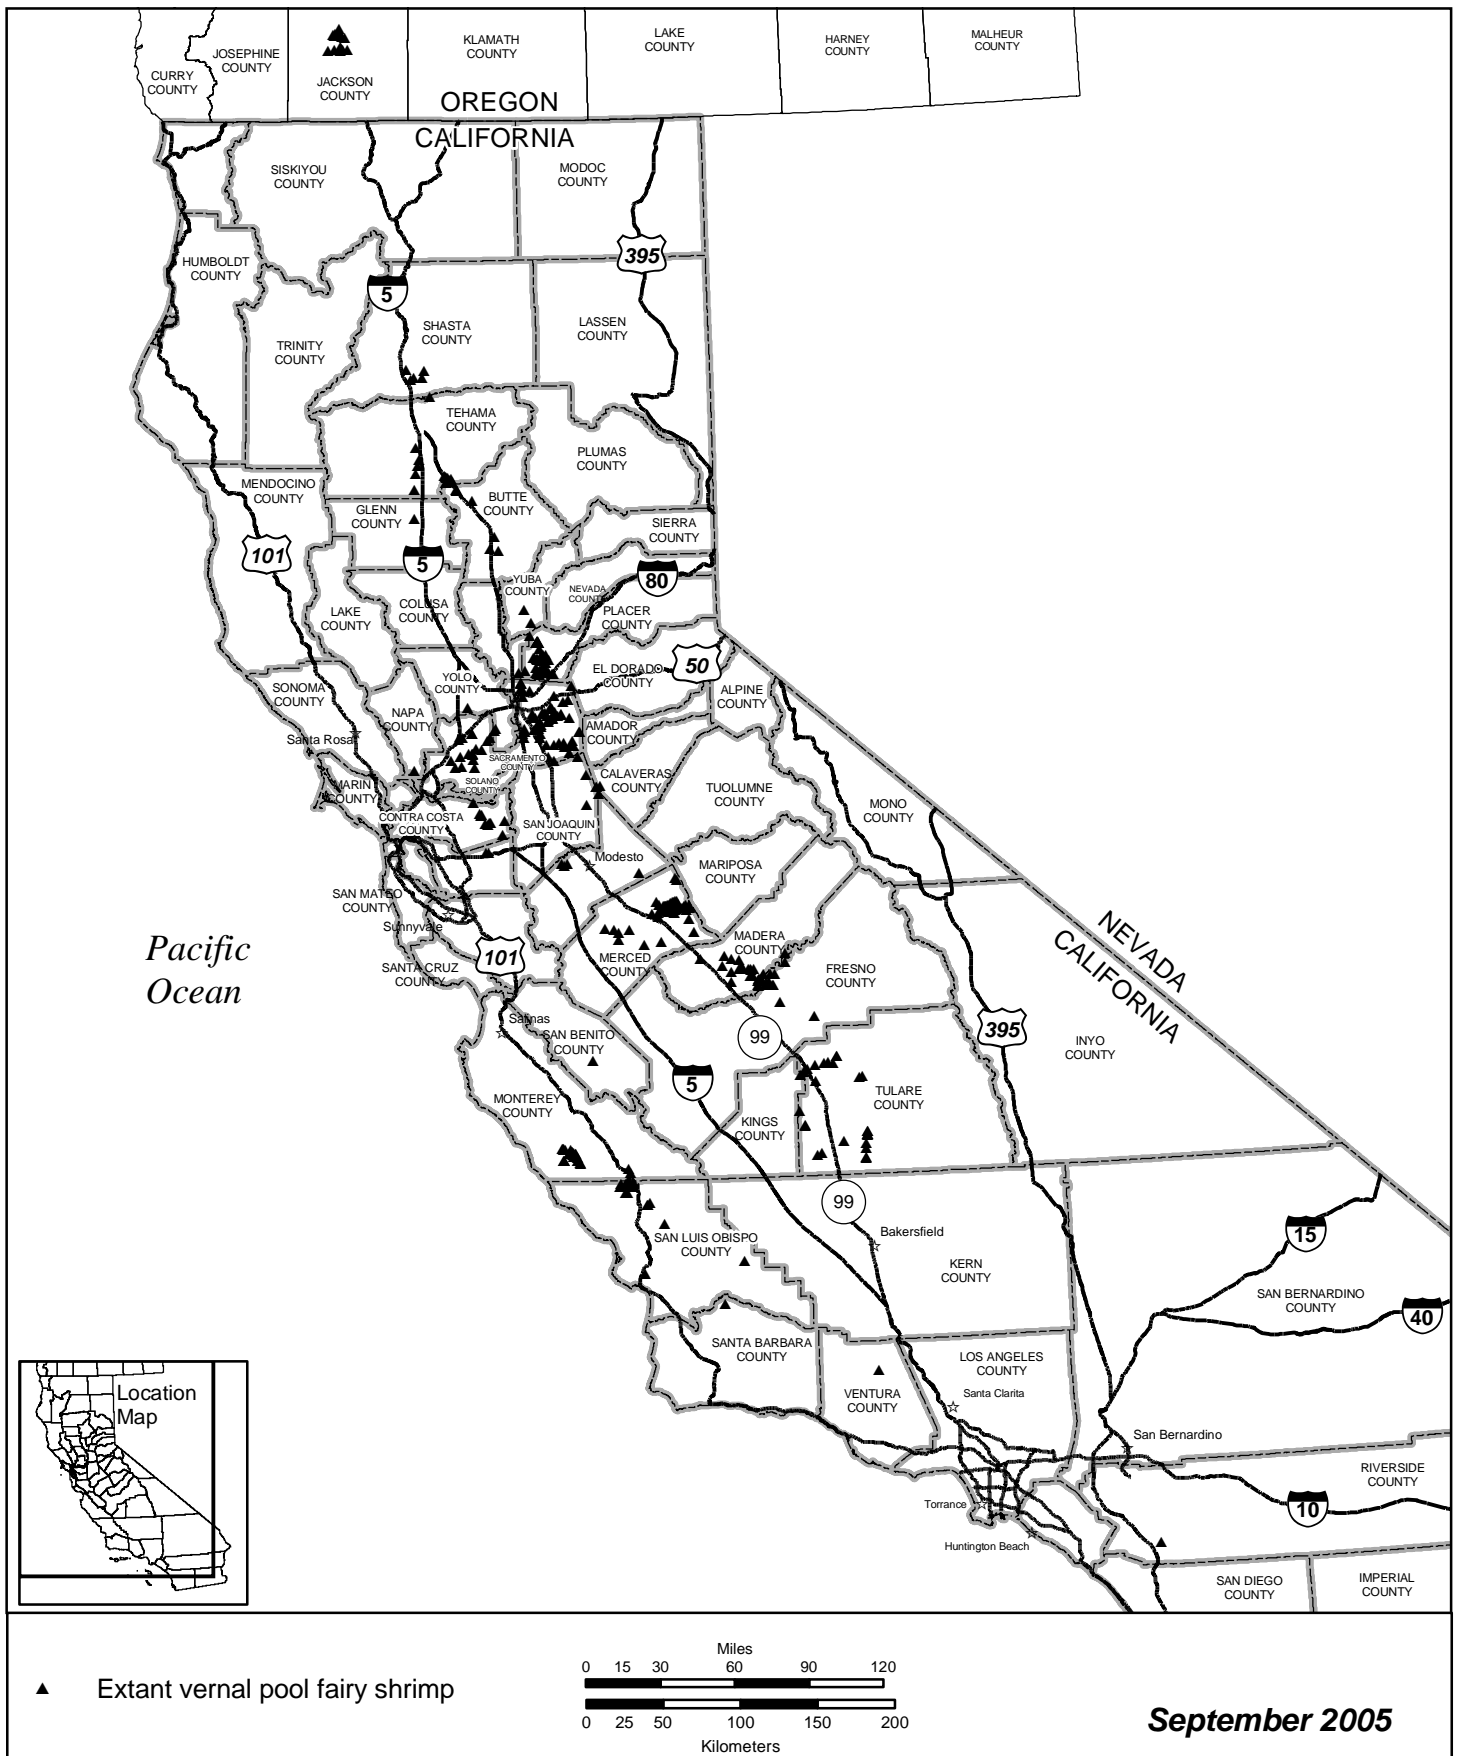 CURRY
COUNTY
JOSEPHINE
COUNTY
JACKSON
COUNTY
KLAMATH
COUNTY
LAKE
COUNTY
HARNEY
COUNTY
MALHEUR
COUNTY
OREGON
CALIFORNIA
SISKIYOU
COUNTY
MODOC
COUNTY
395
HUMBOLDT
COUNTY
5
TRINITY
COUNTY
SHASTA
COUNTY
LASSEN
COUNTY
TEHAMA
COUNTY
PLUMAS
COUNTY
MENDOCINO
COUNTY
GLENN
COUNTY
BUTTE
COUNTY
SIERRA
COUNTY
101
5
80
YUBA
COUNTY
NEVADA
COUNTY
LAKE
COUNTY
COLUSA
COUNTY
PLACER
COUNTY
50
SONOMA
COUNTY
NAPA
COUNTY
YOLO
COUNTY
EL DORADO
COUNTY
ALPINE
COUNTY
Santa Rosa
AMADOR
COUNTY
SACRAMENTO
COUNTY
SOLANO
COUNTY
MARIN
COUNTY
CALAVERAS
COUNTY
TUOLUMNE
COUNTY
MONO
COUNTY
CONTRA COSTA
COUNTY
SAN JOAQUIN
COUNTY
Modesto
MARIPOSA
COUNTY
SAN MATEO
COUNTY
Sunnyvale
101
SANTA CRUZ
COUNTY
MERCED
COUNTY
MADERA
COUNTY
FRESNO
COUNTY
NEVADA
CALIFORNIA
Pacific
Ocean
Salinas
SAN BENITO
COUNTY
99
395
INYO
COUNTY
5
MONTEREY
COUNTY
KINGS
COUNTY
TULARE
COUNTY
99
Bakersfield
SAN LUIS OBISPO
COUNTY
KERN
COUNTY
15
SAN BERNARDINO
COUNTY
40
SANTA BARBARA
COUNTY
VENTURA
COUNTY
LOS ANGELES
COUNTY
Santa Clarita
San Bernardino
RIVERSIDE
COUNTY
10
Torrance
Huntington Beach
SAN DIEGO
COUNTY
IMPERIAL
COUNTY
Location
Map
Extant vernal pool fairy shrimp
Miles
0 15 30 60 90 120
0 25 50 100 150 200
Kilometers
September 2005